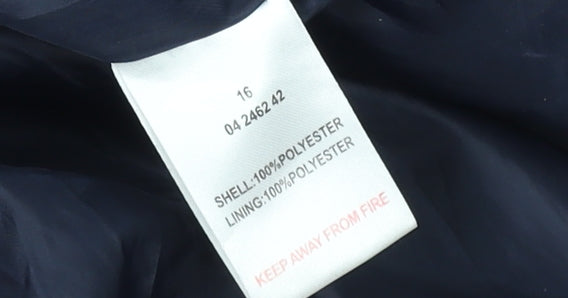 16
04 2462 42
SHELL:100%POLYESTER
LINING:100%POLYESTER
KEEP AWAY FROM FIRE